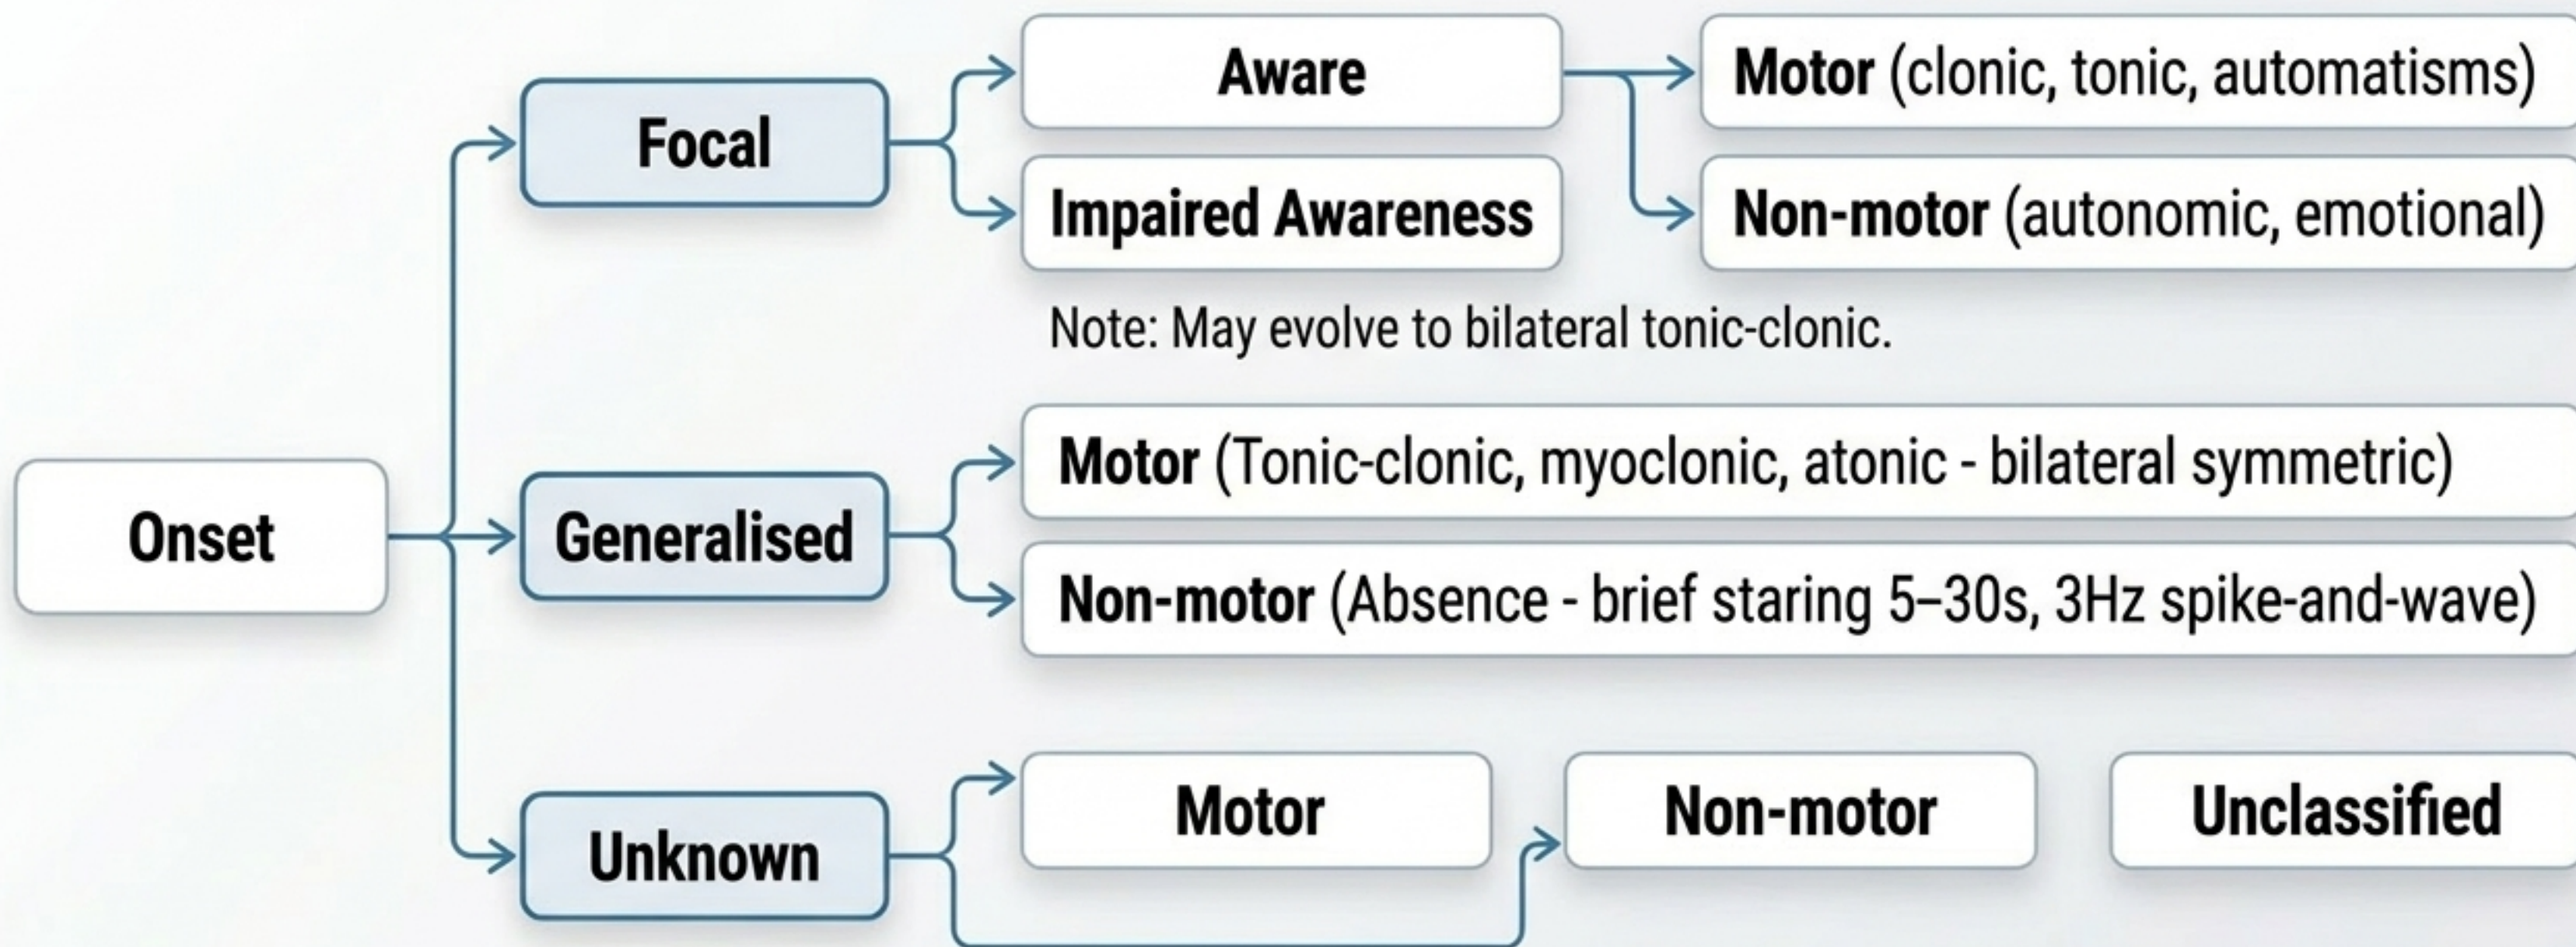 Onset
Focal
Aware
Impaired Awareness
Motor (clonic, tonic, automatisms)
Non-motor (autonomic, emotional)
Note: May evolve to bilateral tonic-clonic.
Generalised
Motor (Tonic-clonic, myoclonic, atonic - bilateral symmetric)
Non-motor (Absence - brief staring 5–30s, 3Hz spike-and-wave)
Unknown
Motor
Non-motor
Unclassified